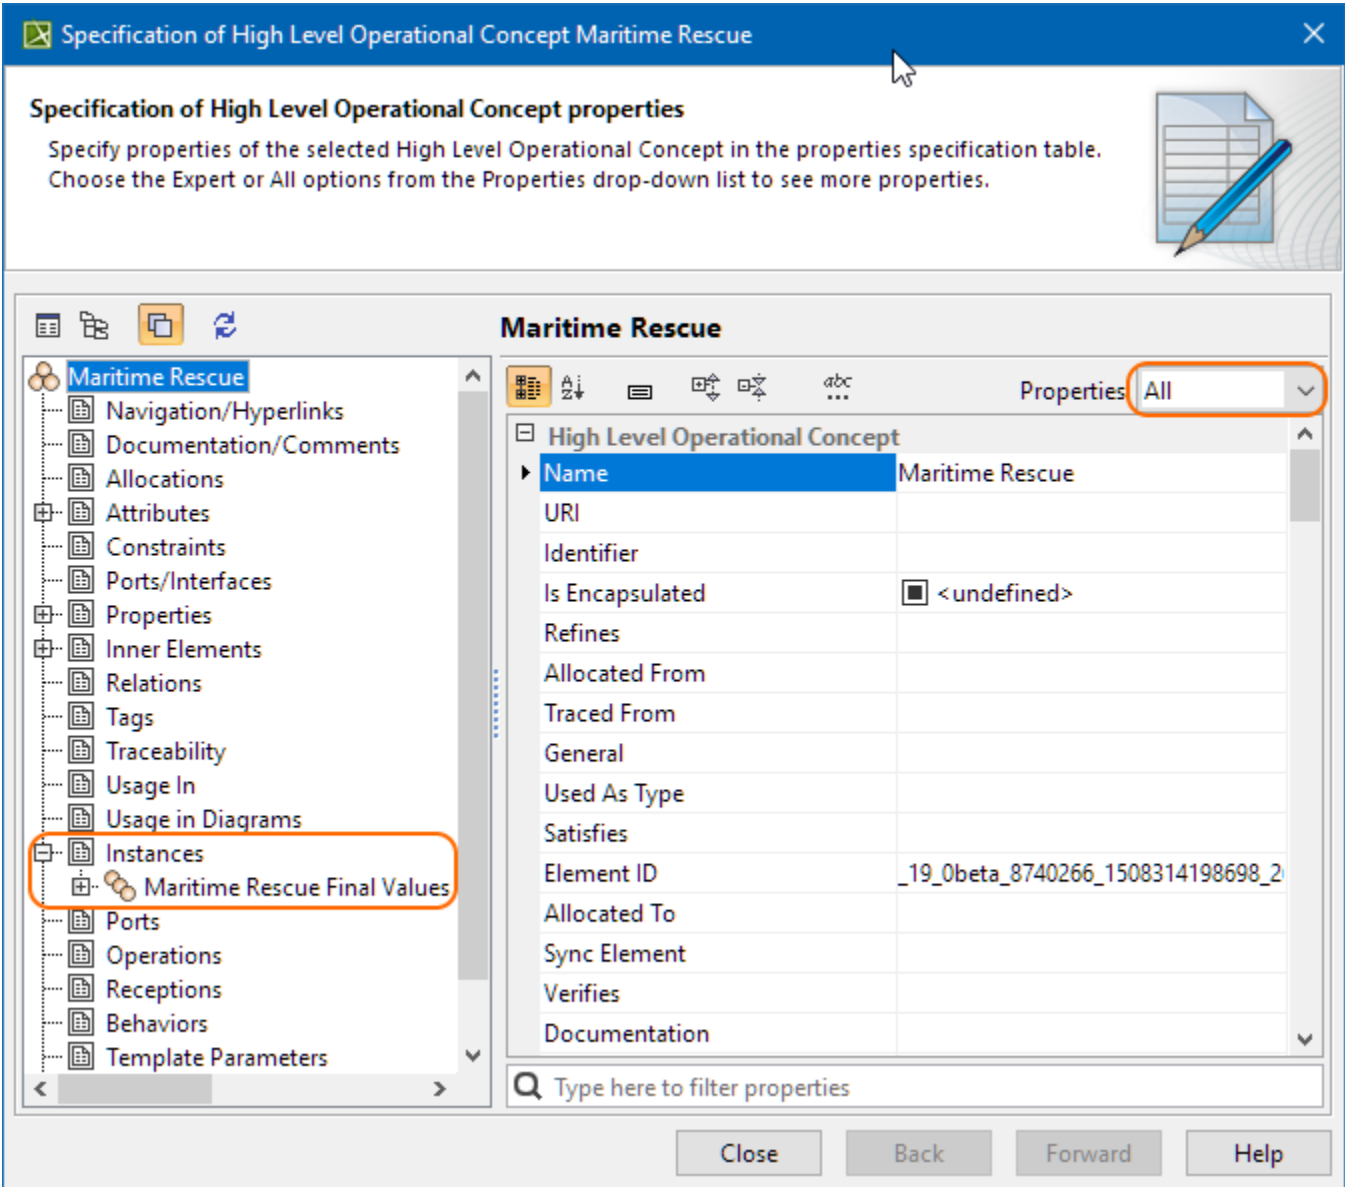 Specification of High Level Operational Concept Maritime Rescue
Specification of High Level Operational Concept properties
Specify properties of the selected High Level Operational Concept in the properties specification table.
Choose the Expert or All options from the Properties drop-down list to see more properties.
Maritime Rescue
Navigation/Hyperlinks
Documentation/Comments
Allocations
Attributes
Constraints
Ports/Interfaces
Properties
Inner Elements
Relations
Tags
Traceability
Usage In
Usage in Diagrams
Instances
Maritime Rescue Final Values
Ports
Operations
Receptions
Behaviors
Template Parameters
Maritime Rescue
abc
Properties All
High Level Operational Concept
Name Maritime Rescue
URI
Identifier
Is Encapsulated <undefined>
Refines
Allocated From
Traced From
General
Used As Type
Satisfies
Element ID _19_0beta_8740266_1508314198698_2
Allocated To
Sync Element
Verifies
Documentation
Type here to filter properties
Close Back Forward Help